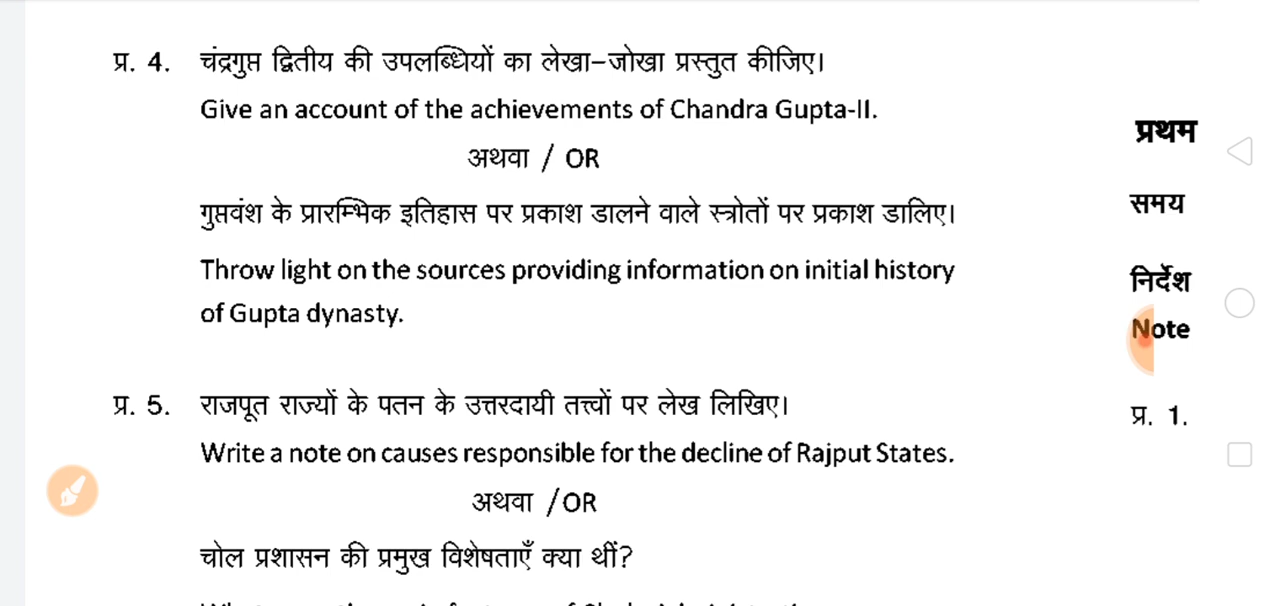 प्र. 4. चंद्रगुप्त द्वितीय की उपलब्धियों का लेखा-जोखा प्रस्तुत कीजिए।
Give an account of the achievements of Chandra Gupta-II.
अथवा / OR
गुप्तवंश के प्रारम्भिक इतिहास पर प्रकाश डालने वाले स्त्रोतों पर प्रकाश डालिए।
Throw light on the sources providing information on initial history
of Gupta dynasty.
प्र. 5. राजपूत राज्यों के पतन के उत्तरदायी तत्त्वों पर लेख लिखिए।
Write a note on causes responsible for the decline of Rajput States.
अथवा /OR
चोल प्रशासन की प्रमुख विशेषताएँ क्या थीं?
प्रथम
समय
निर्देश
Note
प्र. 1.